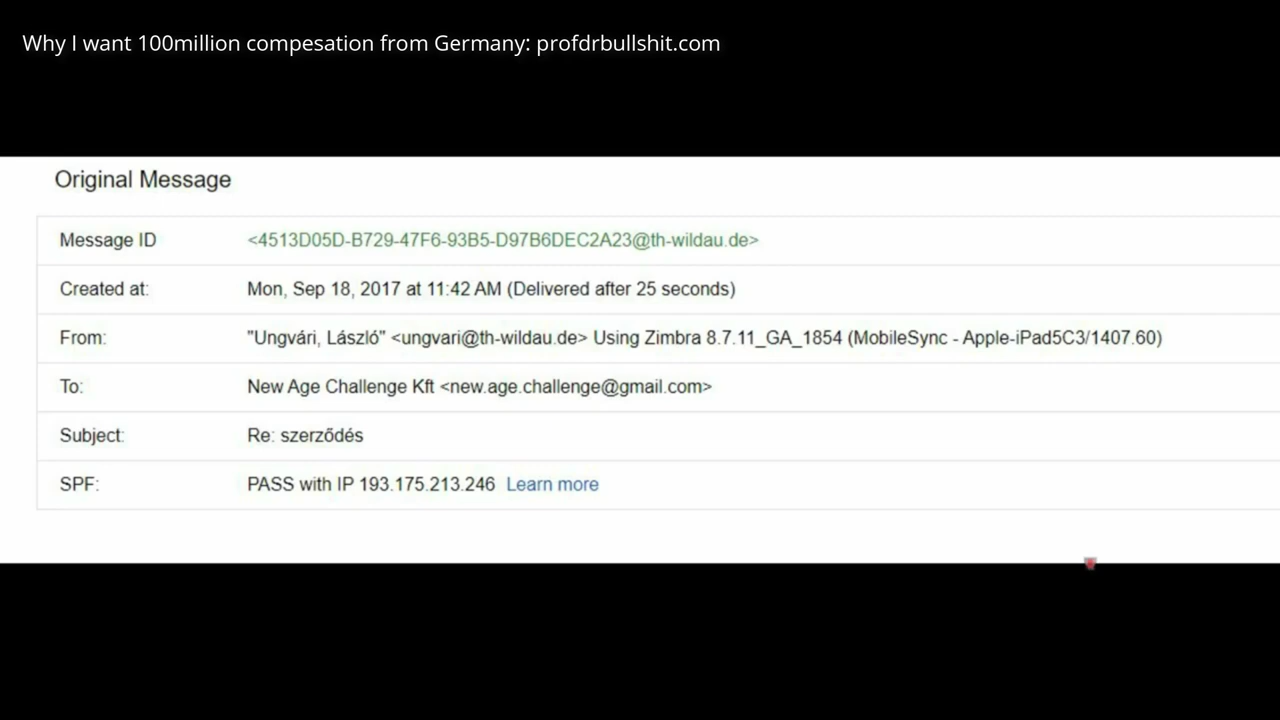 Why I want 100million compesation from Germany: profdrbullshit.com
Original Message
Message ID <4513D05D-B729-47F6-93B5-D97B6DEC2A23@th-wildau.de>
Created at: Mon, Sep 18, 2017 at 11:42 AM (Delivered after 25 seconds)
From: "Ungvári, László" <ungvari@th-wildau.de> Using Zimbra 8.7.11_GA_1854 (MobileSync - Apple-iPad5C3/1407.60)
To: New Age Challenge Kft <new.age.challenge@gmail.com>
Subject: Re: szerződés
SPF: PASS with IP 193.175.213.246 Learn more